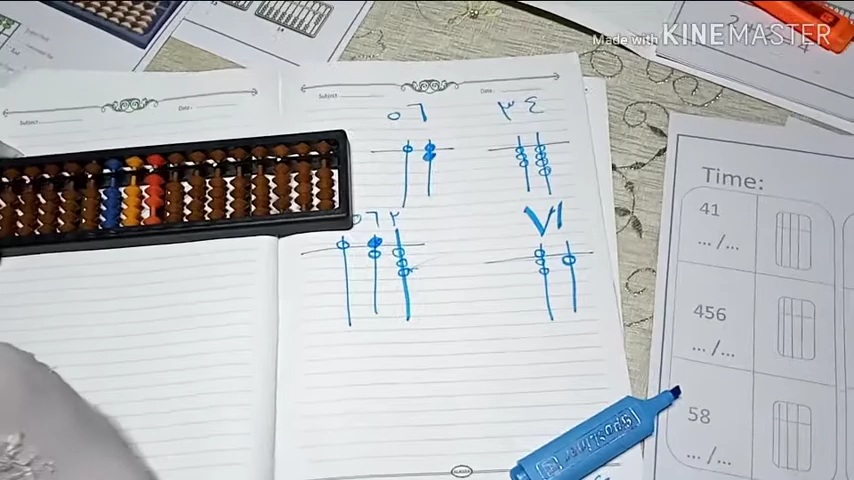 Made with KINEMASTER
Subject:
Date:
Subject:
Date:
٥٦
٣٤
٥٦٢
٧١
Time:
41
../..
456
../..
58
../..